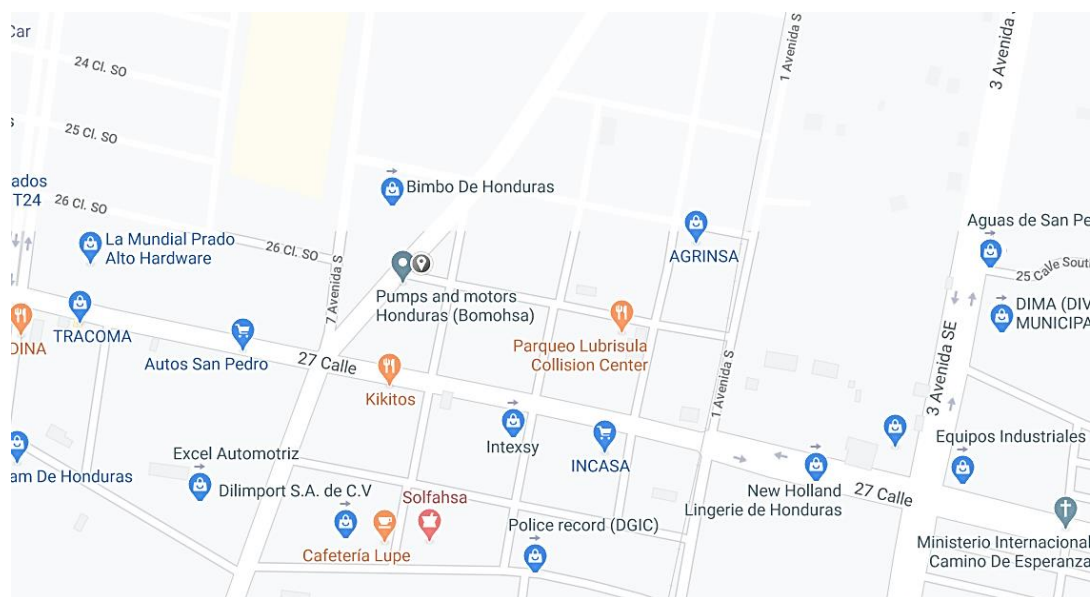 Car
24 Cl. SO
25 Cl. SO
ados
T24
26 Cl. SO
La Mundial Prado
Alto Hardware
26 Cl. SO
7 Avenida S
Bimbo De Honduras
1 Avenida S
3 Avenida SE
AGRINSA
Aguas de San Pe
25 Calle South
DIMA (DIV
MUNICIPA
Pumps and motors
Honduras (Bomohsa)
Parqueo Lubrisula
Collision Center
DINA
TRACOMA
Autos San Pedro
27 Calle
Kikitos
1 Avenida S
3 Avenida SE
Intexsy
INCASA
Equipos Industriales
am De Honduras
Excel Automotriz
Dilimport S.A. de C.V
Solfahsa
Cafetería Lupe
Police record (DGIC)
New Holland
Lingerie de Honduras
27 Calle
Ministerio Internacional
Camino De Esperanza